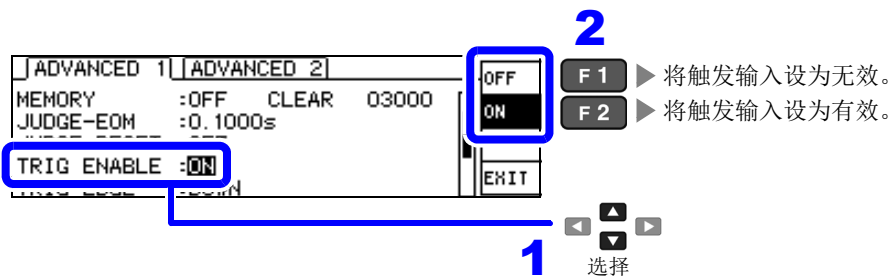 2
ADVANCED 1 ADVANCED 2
OFF
F 1 ▶ 将触发输入设为无效。
MEMORY :OFF CLEAR 03000
ON
F 2 ▶ 将触发输入设为有效。
JUDGE-EOM :0.1000s
TRIG ENABLE :ON
EXIT
1
选择